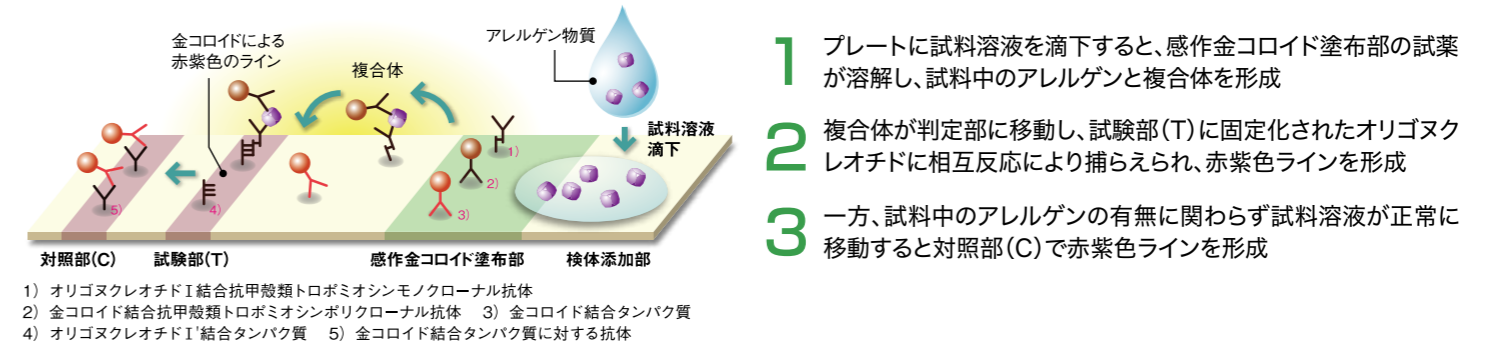 金コロイドによる
赤紫色のライン
複合体
アレルゲン物質
試料溶液
滴下
1)
2)
3)
4)
5)
対照部(C)
試験部(T)
感作金コロイド塗布部
検体添加部
1) オリゴヌクレオチドⅠ結合抗甲殻類トロポミオシンモノクローナル抗体
2) 金コロイド結合抗甲殻類トロポミオシンポリクローナル抗体 3) 金コロイド結合タンパク質
4) オリゴヌクレオチドⅠ'結合タンパク質 5) 金コロイド結合タンパク質に対する抗体
1 プレートに試料溶液を滴下すると、感作金コロイド塗布部の試薬
が溶解し、試料中のアレルゲンと複合体を形成
2 複合体が判定部に移動し、試験部(T)に固定化されたオリゴヌク
レオチドに相互反応により捕らえられ、赤紫色ラインを形成
3 一方、試料中のアレルゲンの有無に関わらず試料溶液が正常に
移動すると対照部(C)で赤紫色ラインを形成